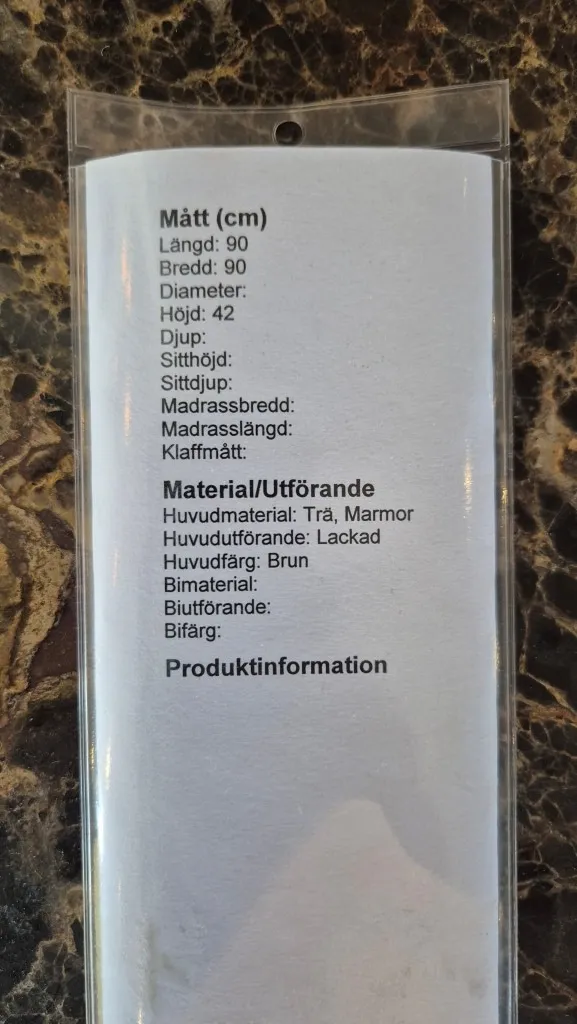 Mått (cm)
Längd: 90
Bredd: 90
Diameter:
Höjd: 42
Djup:
Sitthöjd:
Sittdjup:
Madrassbredd:
Madrasslängd:
Klaffmått:
Material/Utförande
Huvudmaterial: Trä, Marmor
Huvudutförande: Lackad
Huvudfärg: Brun
Bimaterial:
Biutförande:
Bifärg:
Produktinformation